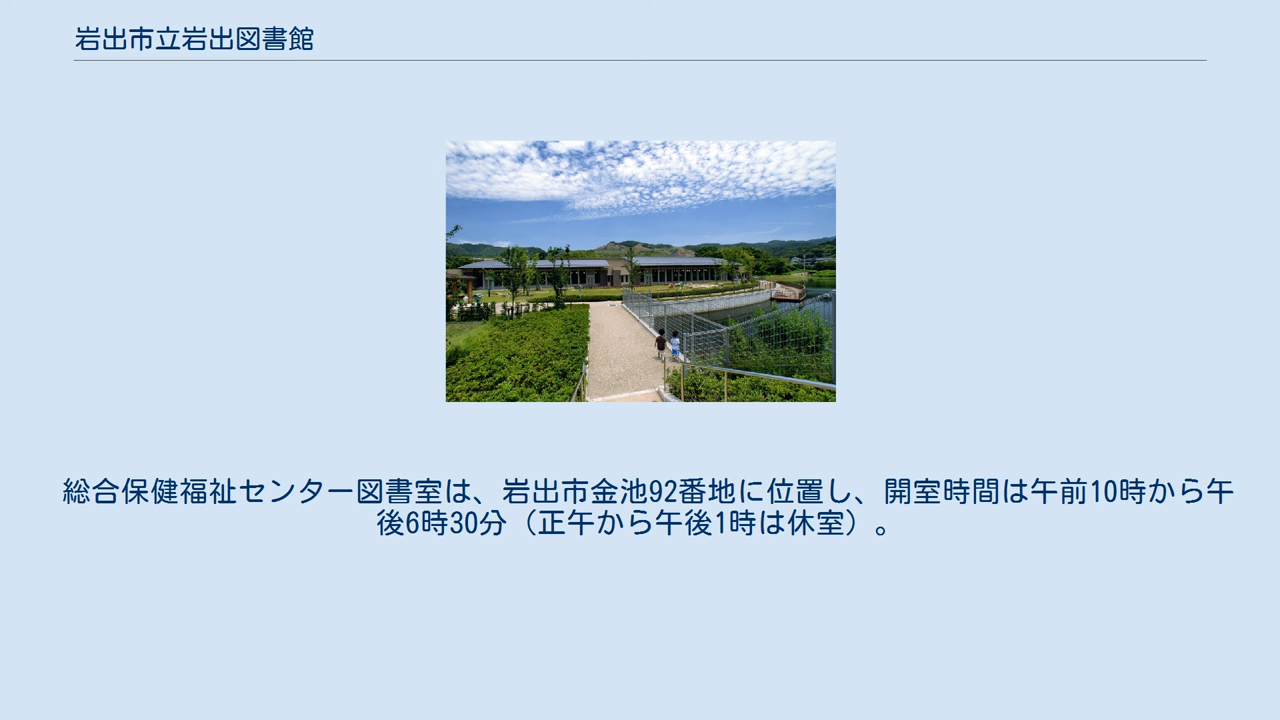 岩出市立岩出図書館
総合保健福祉センター図書室は、岩出市金池92番地に位置し、開室時間は午前10時から午
後6時30分（正午から午後1時は休室）。